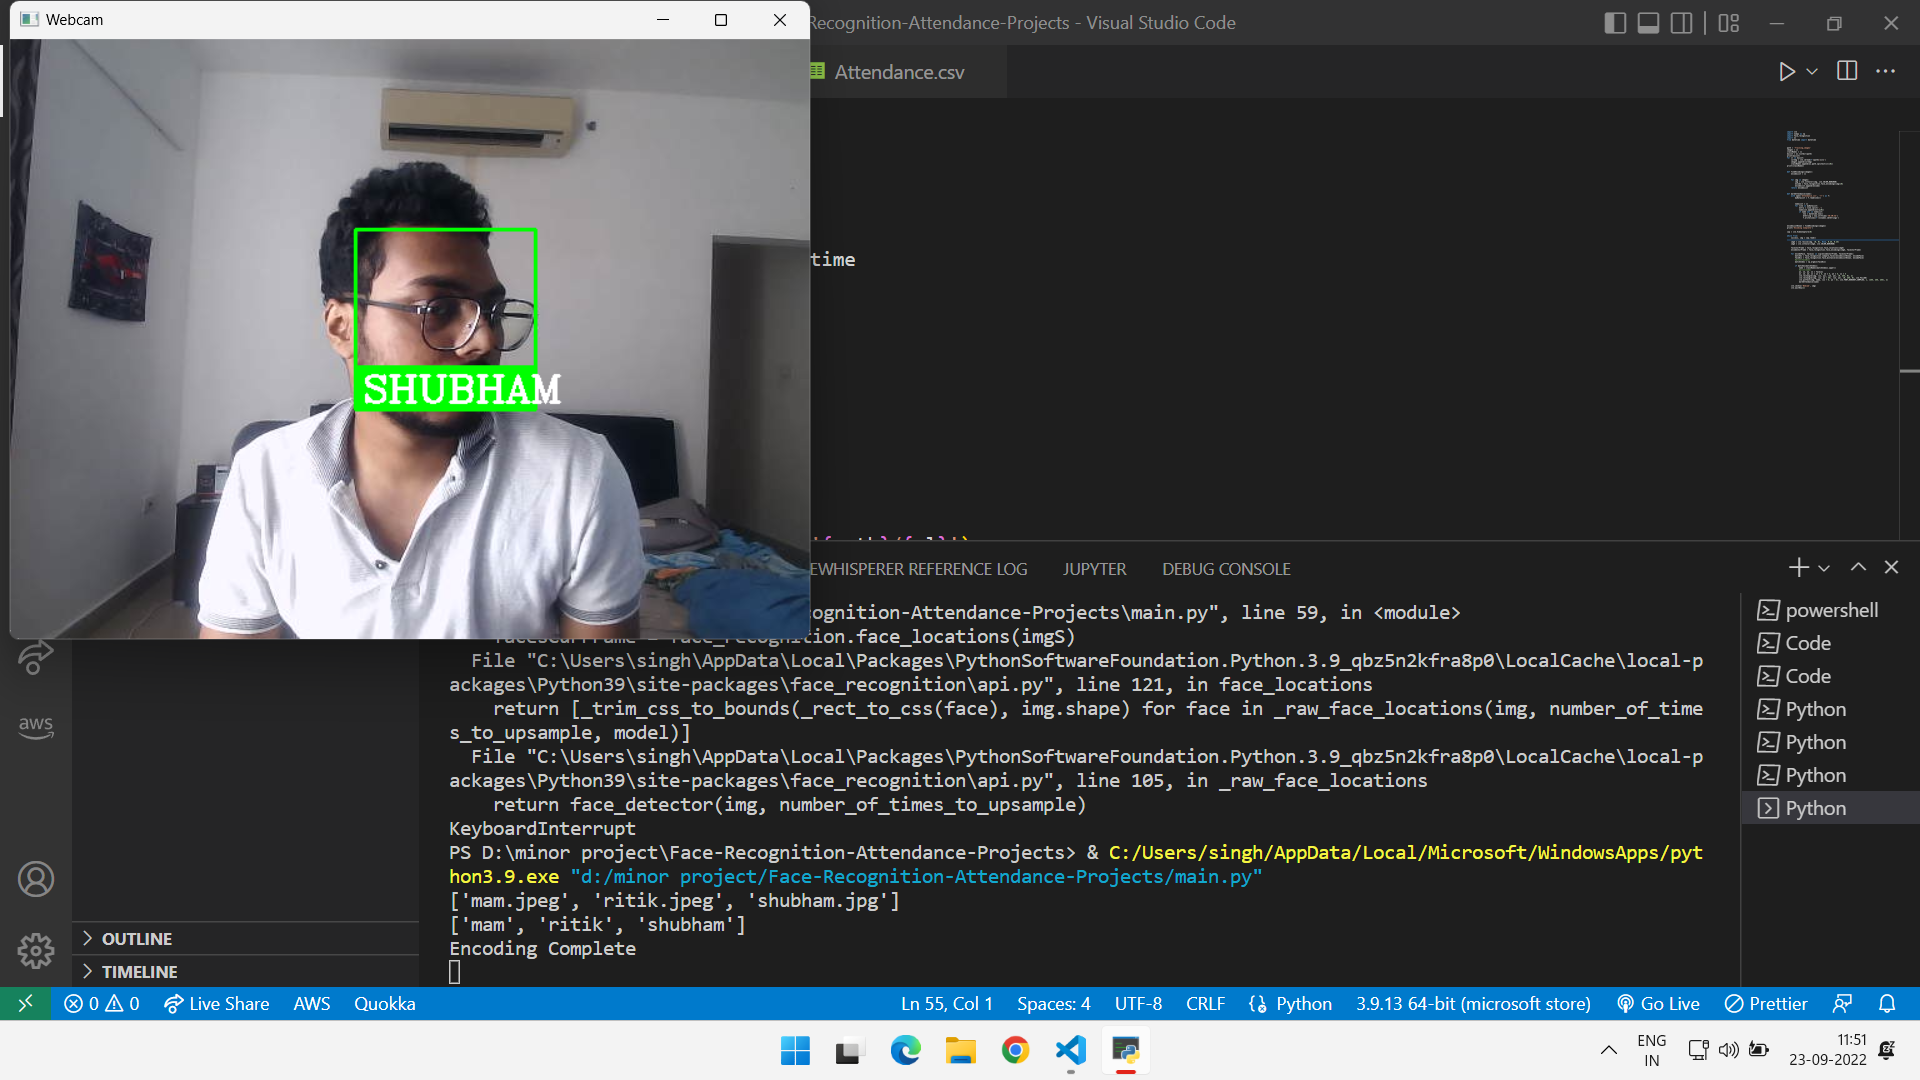 Webcam
Recognition-Attendance-Projects - Visual Studio Code
Attendance.csv
time
SHUBHAM
EWHISPERER REFERENCE LOG
JUPYTER
DEBUG CONSOLE
cognition-Attendance-Projects\main.py", line 59, in <module>
face_recognition.face_locations(imgS)
File "C:\Users\singh\AppData\Local\Packages\PythonSoftwareFoundation.Python.3.9_qbz5n2kfra8p0\LocalCache\local-p
ackages\Python39\site-packages\face_recognition\api.py", line 121, in face_locations
return [_trim_css_to_bounds(_rect_to_css(face), img.shape) for face in _raw_face_locations(img, number_of_time
s_to_upsample, model)]
File "C:\Users\singh\AppData\Local\Packages\PythonSoftwareFoundation.Python.3.9_qbz5n2kfra8p0\LocalCache\local-p
ackages\Python39\site-packages\face_recognition\api.py", line 105, in _raw_face_locations
return face_detector(img, number_of_times_to_upsample)
KeyboardInterrupt
PS D:\minor project\Face-Recognition-Attendance-Projects> & C:/Users/singh/AppData/Local/Microsoft/WindowsApps/pyt
hon3.9.exe "d:/minor project/Face-Recognition-Attendance-Projects/main.py"
['mam.jpeg', 'ritik.jpeg', 'shubham.jpg']
['mam', 'ritik', 'shubham']
Encoding Complete
powershell
Code
Code
Python
Python
Python
Python
aws
OUTLINE
TIMELINE
0 0 Live Share AWS Quokka
Ln 55, Col 1 Spaces: 4 UTF-8 CRLF Python 3.9.13 64-bit (microsoft store) Go Live Prettier
ENG
IN
11:51
23-09-2022